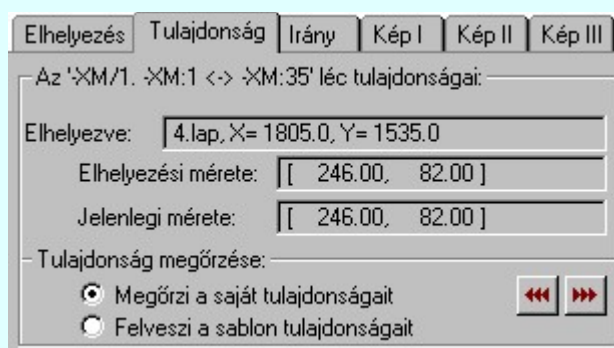 Elhelyezés Tulajdonság Irány Kép I Kép II Kép III
Az '-XM/1. -XM:1 <-> -XM:35' léc tulajdonságai:
Elhelyezve: 4.lap, X= 1805.0, Y= 1535.0
Elhelyezési mérete: [ 246.00, 82.00 ]
Jelenlegi mérete: [ 246.00, 82.00 ]
Tulajdonság megőrzése:
Megőrzi a saját tulajdonságait
Felveszi a sablon tulajdonságait